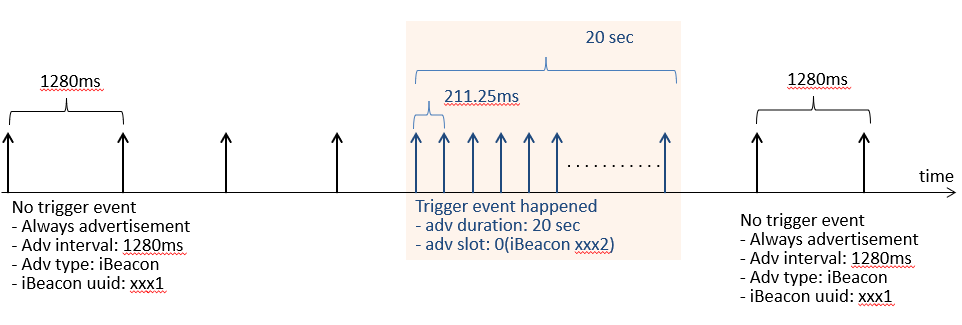 20 sec
1280ms
1280ms
211.25ms
...........
time
No trigger event
- Always advertisement
- Adv interval: 1280ms
- Adv type: iBeacon
- iBeacon uuid: xxx1
Trigger event happened
- adv duration: 20 sec
- adv slot: 0(iBeacon xxx2)
No trigger event
- Always advertisement
- Adv interval: 1280ms
- Adv type: iBeacon
- iBeacon uuid: xxx1